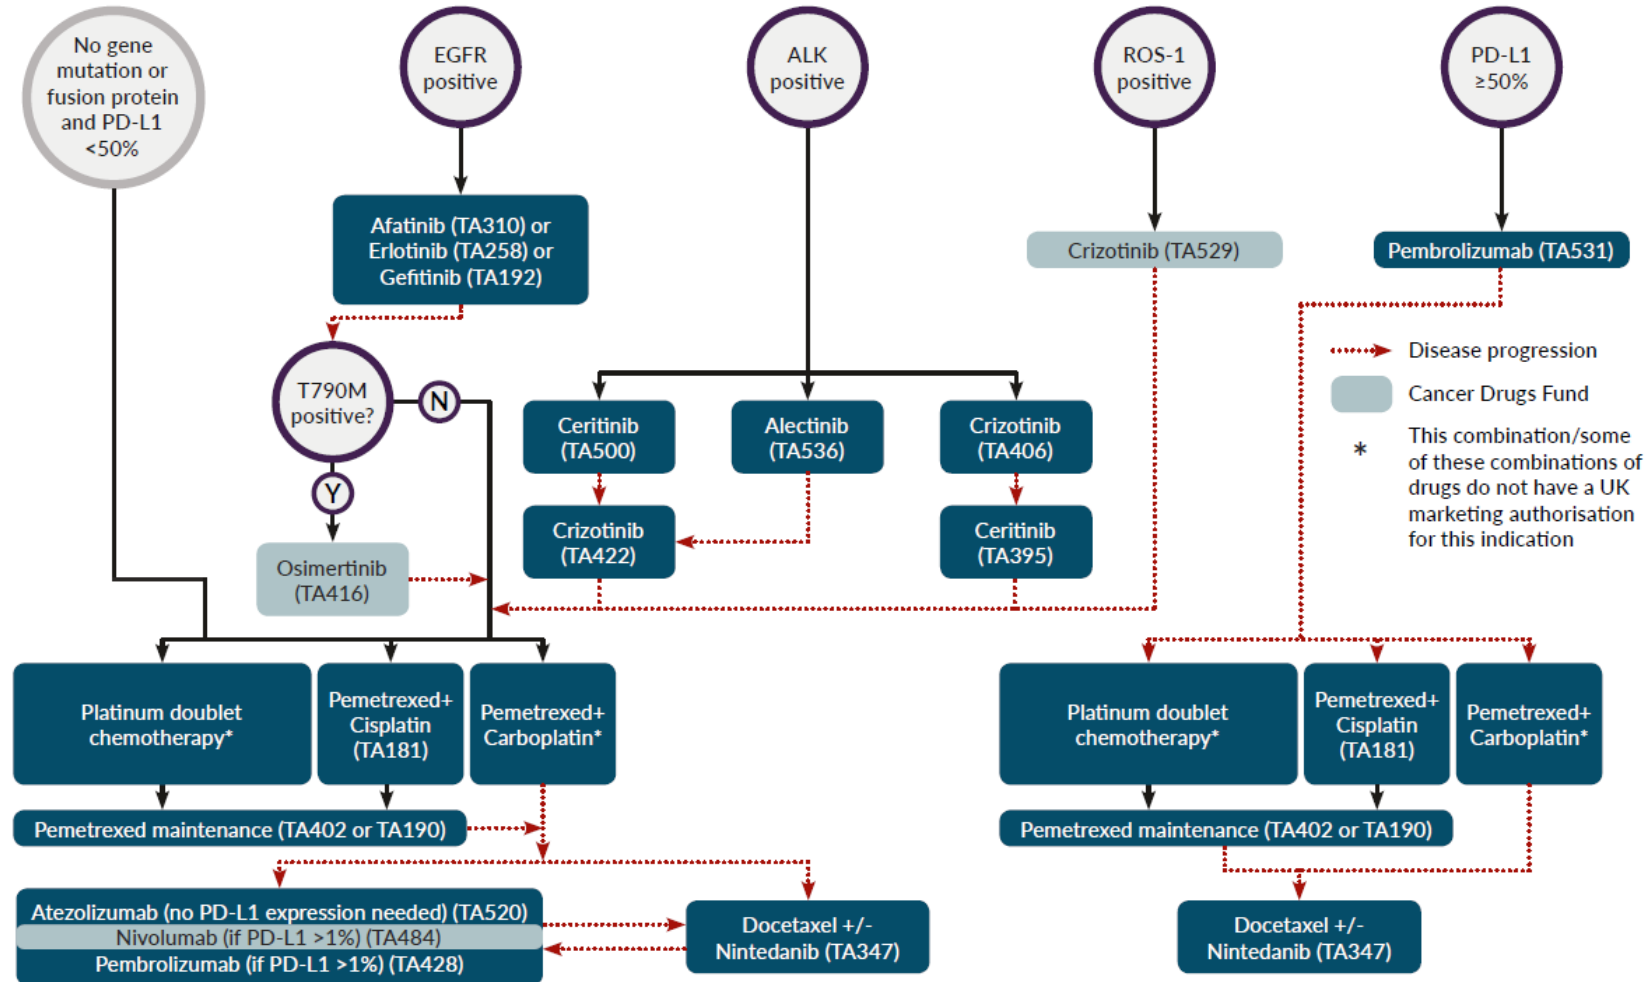 No gene
mutation or
fusion protein
and PD-L1
<50%
EGFR
positive
ALK
positive
ROS-1
positive
PD-L1
≥50%
Afatinib (TA310) or
Erlotinib (TA258) or
Gefitinib (TA192)
Crizotinib (TA529)
Pembrolizumab (TA531)
Disease progression
Cancer Drugs Fund
*
This combination/some
of these combinations of
drugs do not have a UK
marketing authorisation
for this indication
T790M
positive?
N
Y
Ceritinib
(TA500)
Alectinib
(TA536)
Crizotinib
(TA406)
Crizotinib
(TA422)
Ceritinib
(TA395)
Osimertinib
(TA416)
Platinum doublet
chemotherapy*
Pemetrexed+
Cisplatin
(TA181)
Pemetrexed+
Carboplatin*
Platinum doublet
chemotherapy*
Pemetrexed+
Cisplatin
(TA181)
Pemetrexed+
Carboplatin*
Pemetrexed maintenance (TA402 or TA190)
Pemetrexed maintenance (TA402 or TA190)
Atezolizumab (no PD-L1 expression needed) (TA520)
Nivolumab (if PD-L1 >1%) (TA484)
Pembrolizumab (if PD-L1 >1%) (TA428)
Docetaxel +/-
Nintedanib (TA347)
Docetaxel +/-
Nintedanib (TA347)